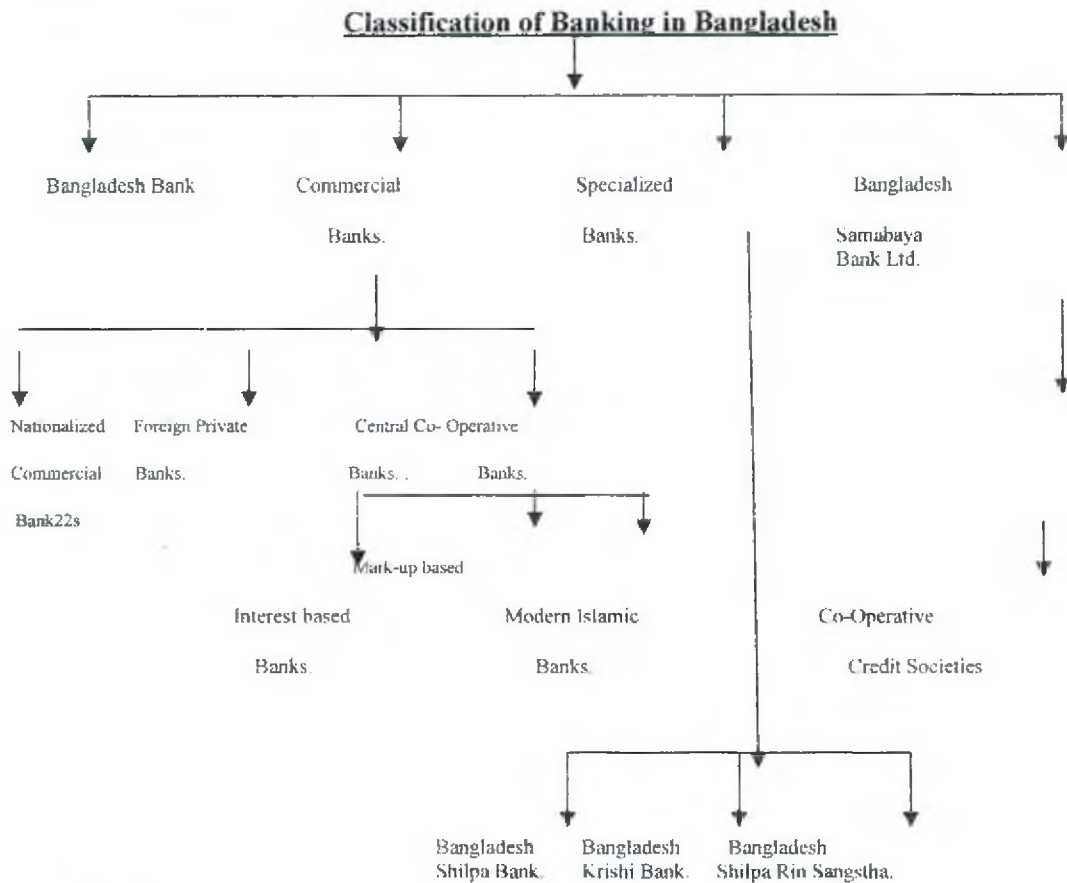 Classification of Banking in Bangladesh
Bangladesh Bank Commercial Specialized Bangladesh
Banks. Banks. Samabaya
Bank Ltd.
Nationalized Foreign Private Central Co- Operative
Commercial Banks. Banks. . Banks.
Bank22s
Mark-up based
Interest based Modern Islamic Co-Operative
Banks. Banks. Credit Societies
Bangladesh Bangladesh Bangladesh
Shilpa Bank. Krishi Bank. Shilpa Rin Sangstha.